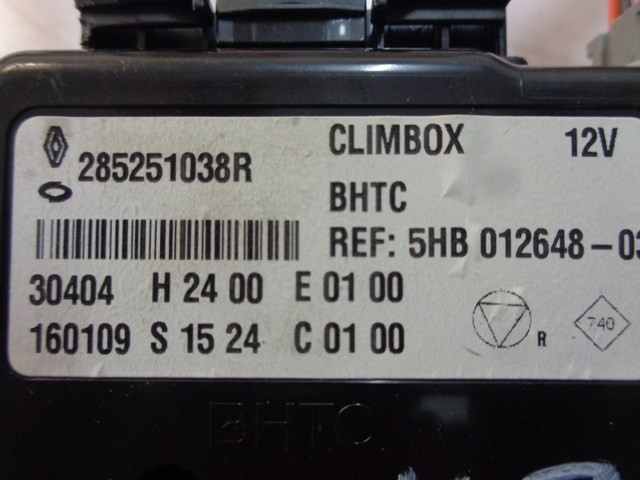 285251038R
CLIMBOX 12V
BHTC
REF: 5HB 012648-03
30404 H 24 00 E 01 00
160109 S 15 24 C 01 00
R
740
BHTC